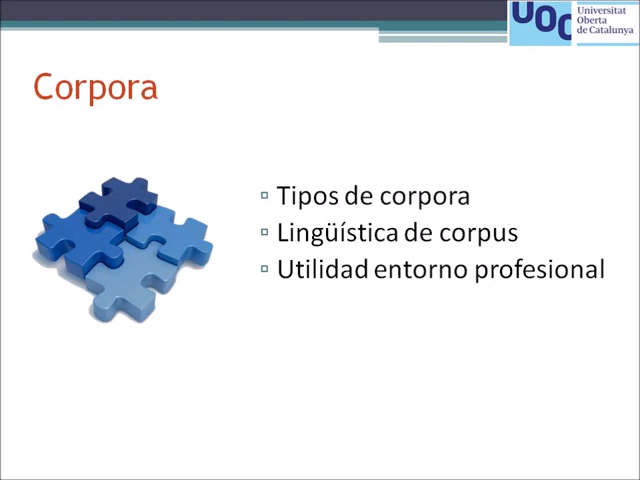 UOC
Universitat
Oberta
de Catalunya
Corpora
Tipos de corpora
Lingüística de corpus
Utilidad entorno profesional